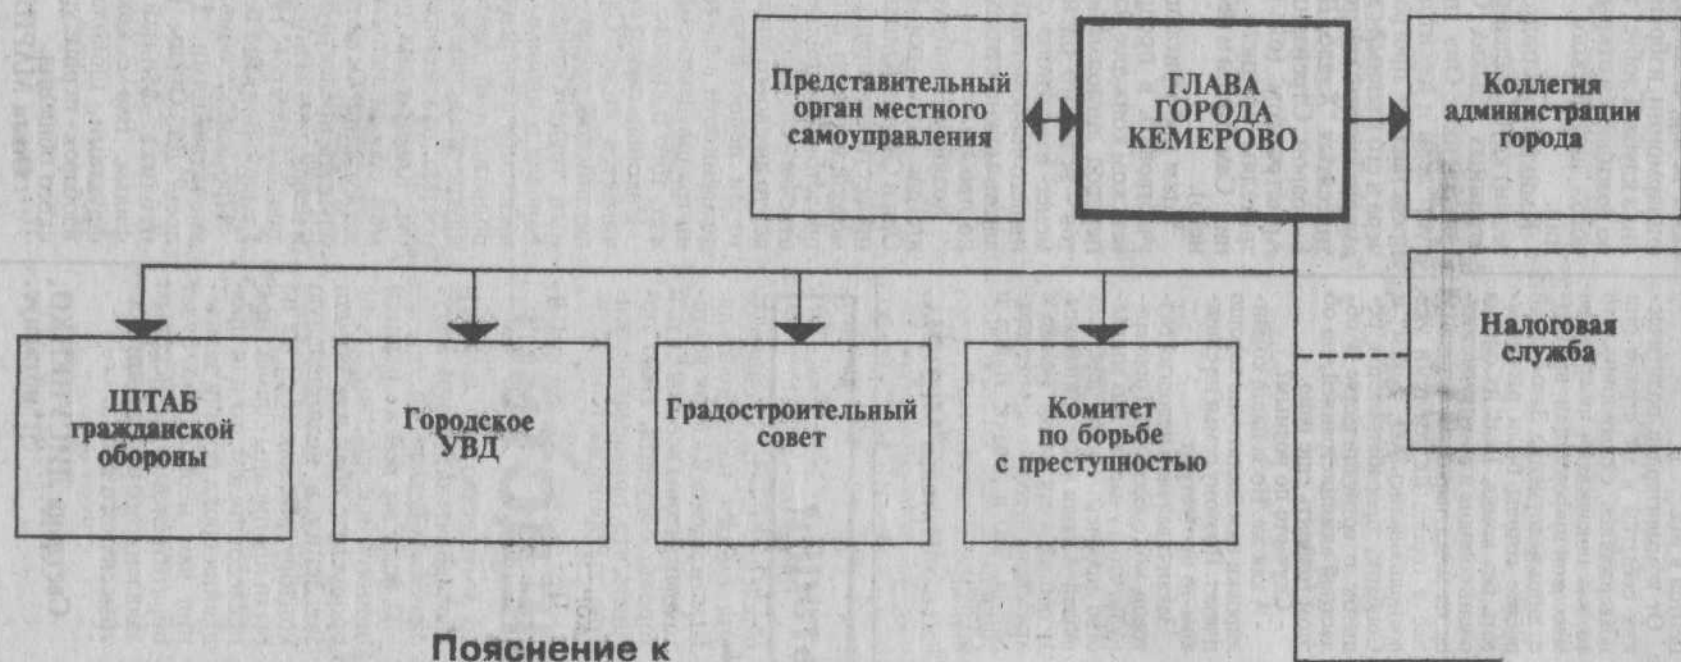 Представительный
орган местного
самоуправления
ГЛАВА
ГОРОДА
КЕМЕРОВО
Коллегия
администрации
города
Налоговая
служба
ШТАБ
гражданской
обороны
Городское
УВД
Градостроительный
совет
Комитет
по борьбе
с преступностью
Пояснение к